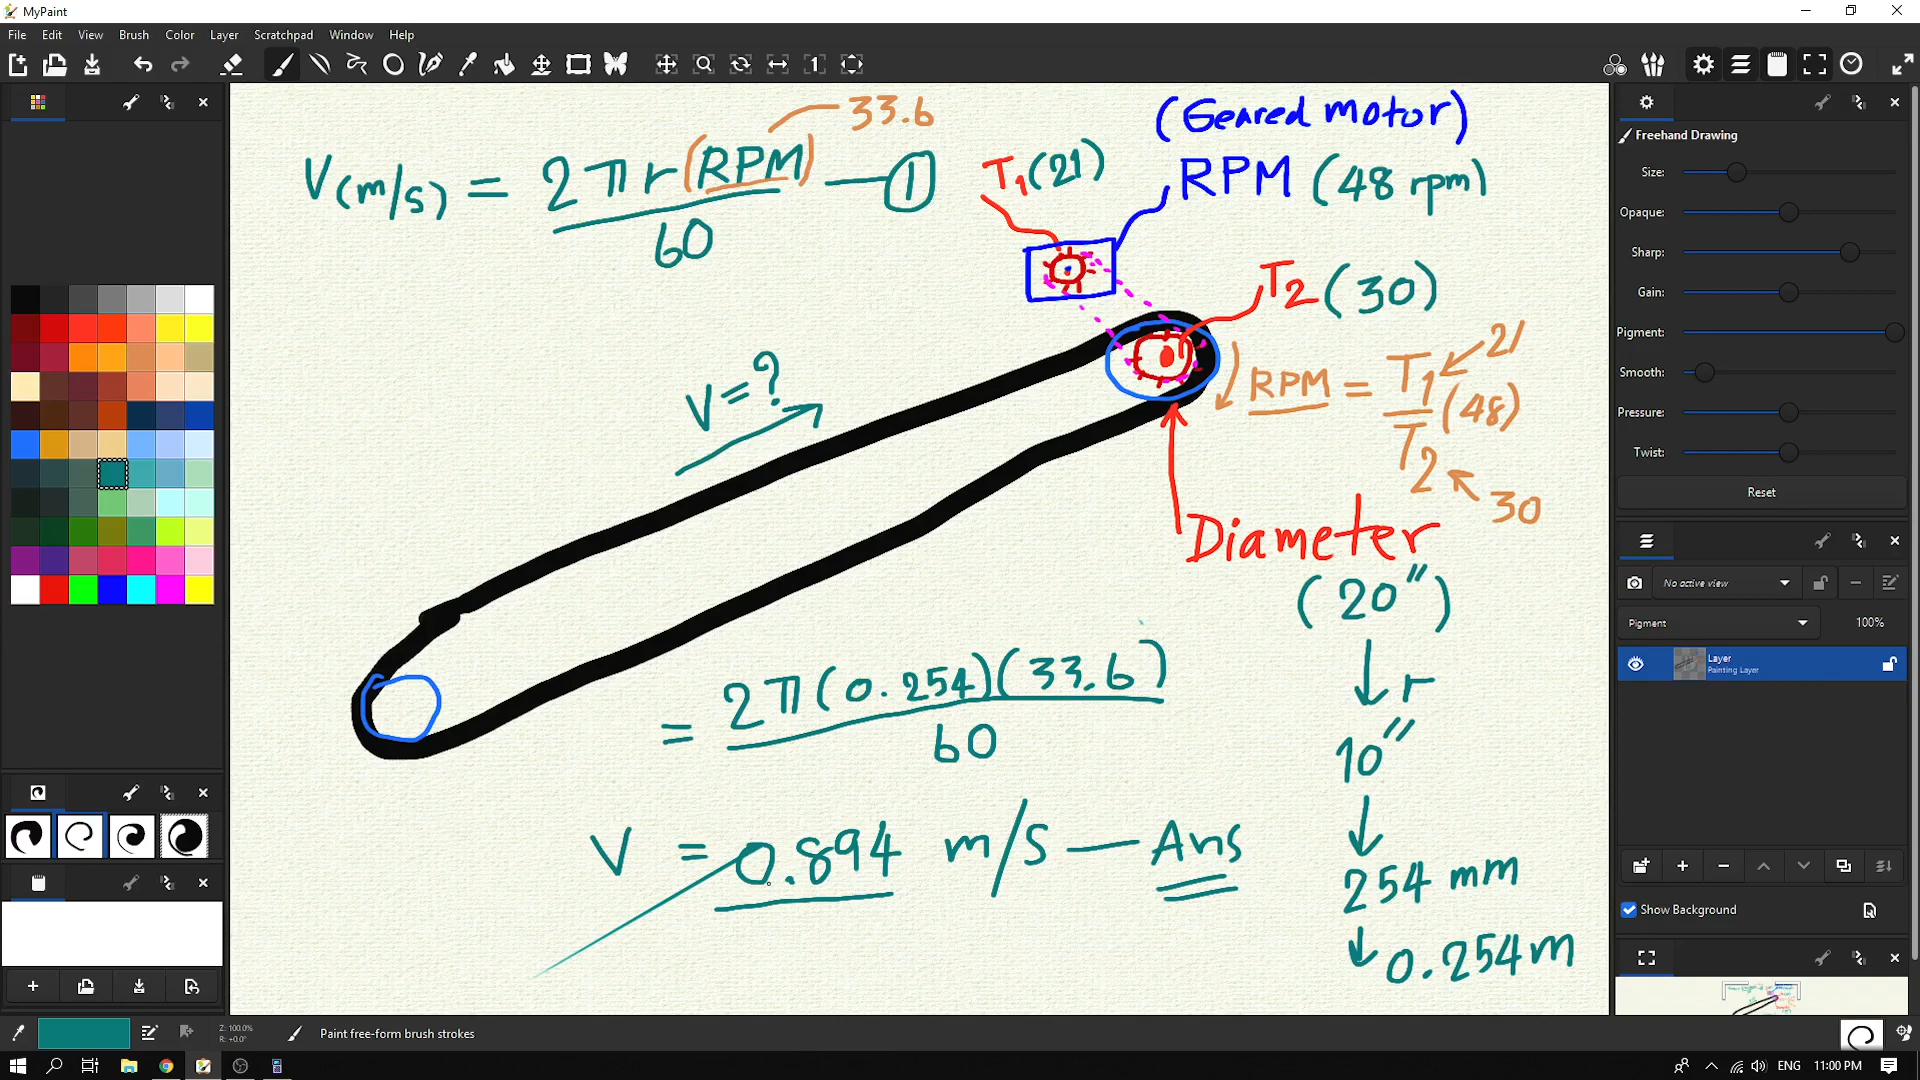 MyPaint
File Edit View Brush Color Layer Scratchpad Window Help
33.6
(Geared motor)
V(m/s) = 2πr(RPM) — ①
60
T1(21)
RPM (48 rpm)
T2 (30)
V=?
RPM = T1 (48)
T2
21
30
Diameter
(20")
r
10"
254 mm
0.254m
= 2π(0.254)(33.6)
60
V = 0.894 m/s — Ans
Freehand Drawing
Size:
Opaque:
Sharp:
Gain:
Pigment:
Smooth:
Pressure:
Twist:
Reset
No active view
Pigment 100%
Layer
Painting Layer
Show Background
Z: 100.0%
R: +0.0°
Paint free-form brush strokes
ENG 11:00 PM